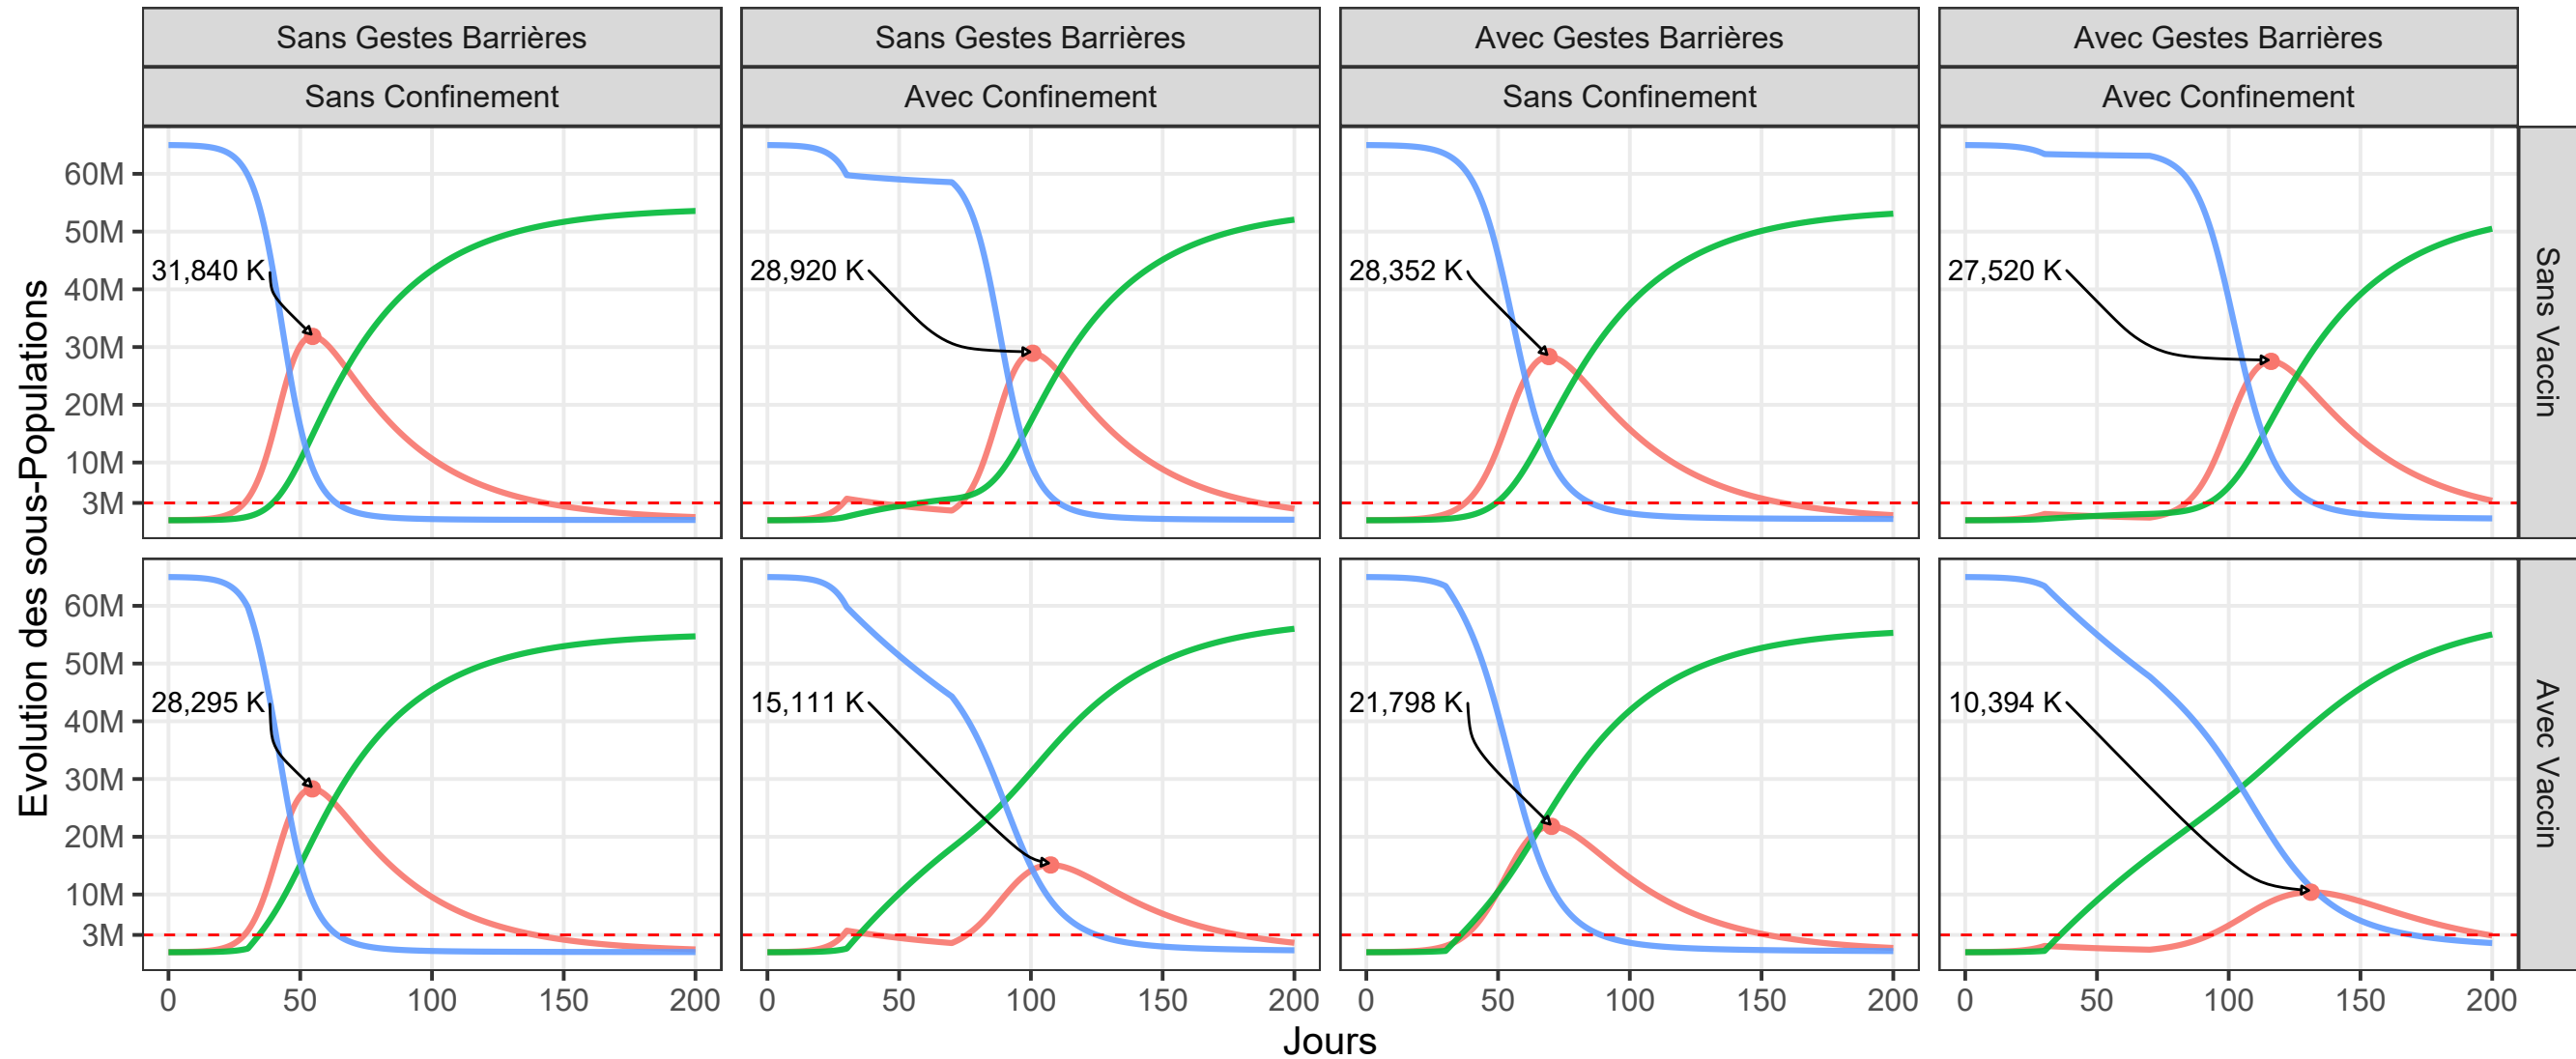 Sans Gestes Barrières
Sans Gestes Barrières
Avec Gestes Barrières
Avec Gestes Barrières
Sans Confinement
Avec Confinement
Sans Confinement
Avec Confinement
Evolution des sous-Populations
60M
50M
40M
30M
20M
10M
3M
31,840 K
28,920 K
28,352 K
27,520 K
Sans Vaccin
60M
50M
40M
30M
20M
10M
3M
28,295 K
15,111 K
21,798 K
10,394 K
Avec Vaccin
0 50 100 150 200
0 50 100 150 200
0 50 100 150 200
0 50 100 150 200
Jours